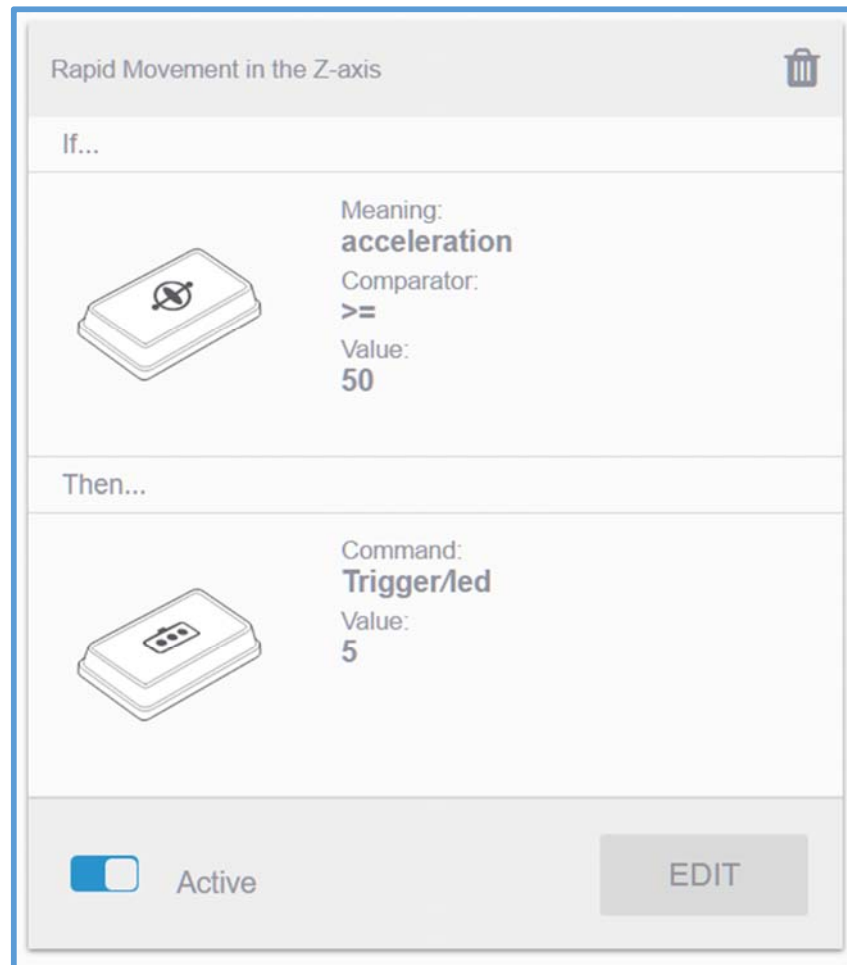 Rapid Movement in the Z-axis
If...
Meaning:
acceleration
Comparator:
>=
Value:
50
Then...
Command:
Trigger/led
Value:
5
Active
EDIT